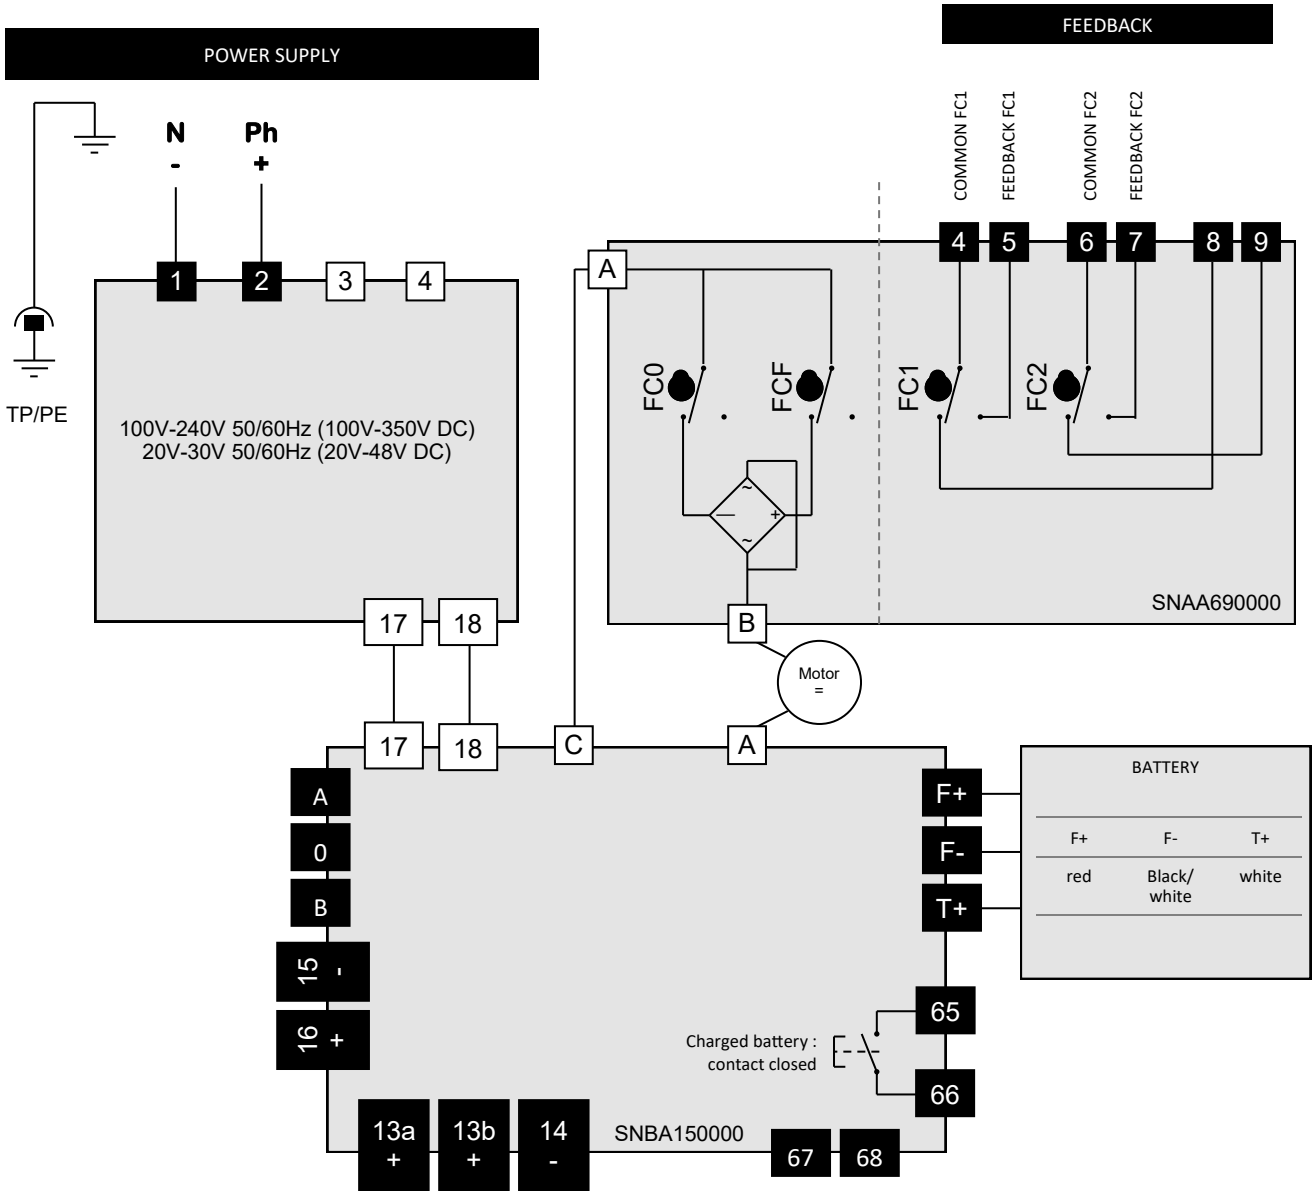 POWER SUPPLY
FEEDBACK
COMMON FC1
FEEDBACK FC1
COMMON FC2
FEEDBACK FC2
N
-
Ph
+
1
2
3
4
TP/PE
100V-240V 50/60Hz (100V-350V DC)
20V-30V 50/60Hz (20V-48V DC)
17
18
A
4
5
6
7
8
9
FC0
FCF
FC1
FC2
~
— +
~
SNAA690000
B
Motor
=
17
18
C
A
A
0
B
15 -
16 +
F+
F-
T+
BATTERY
F+ F- T+
red Black/ white
white
65
Charged battery :
contact closed
66
13a
+
13b
+
14
-
SNBA150000
67
68